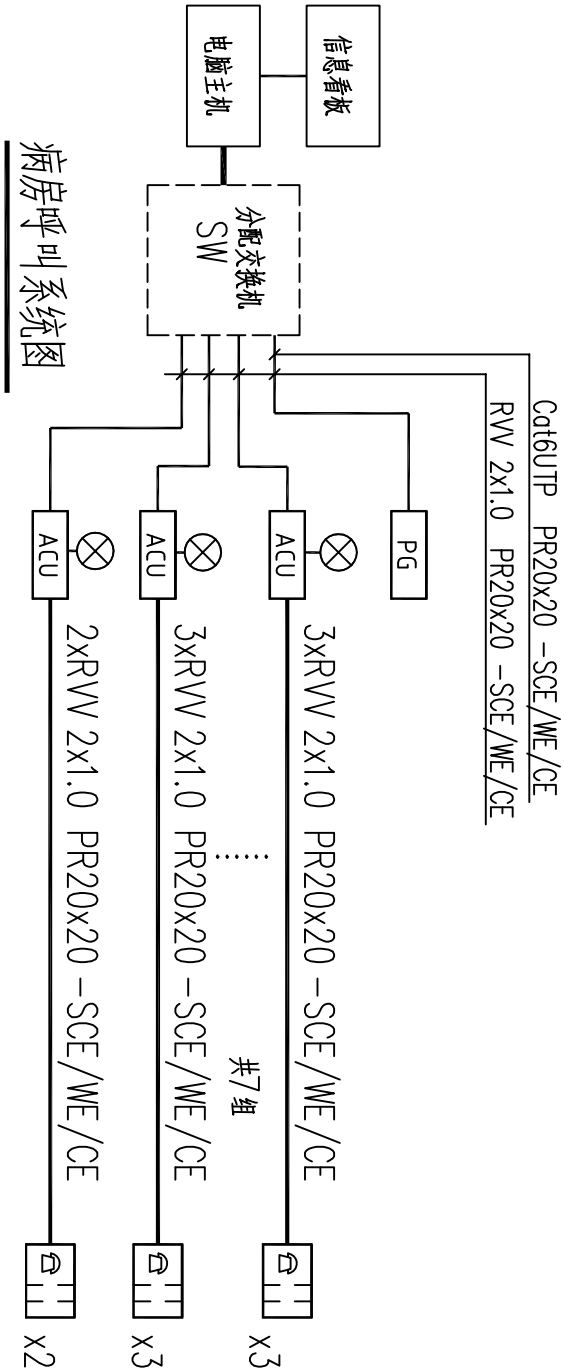 信息看板
电脑主机
分配交换机
SW
Cat6UTP PR20x20 -SCE/WE/CE
RVV 2x1.0 PR20x20 -SCE/WE/CE
PG
ACU
3xRVV 2x1.0 PR20x20 -SCE/WE/CE
x3
......
共7组
ACU
3xRVV 2x1.0 PR20x20 -SCE/WE/CE
x3
ACU
2xRVV 2x1.0 PR20x20 -SCE/WE/CE
x2
病房呼叫系统图